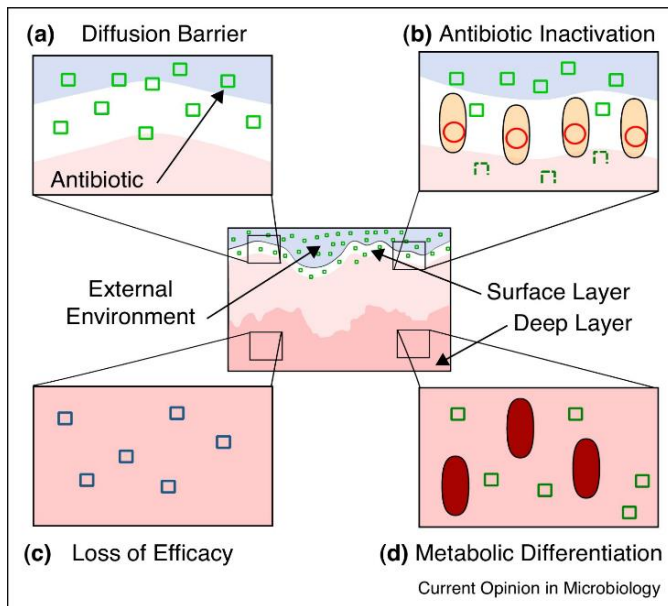 (a) Diffusion Barrier
(b) Antibiotic Inactivation
Antibiotic
External
Environment
Surface Layer
Deep Layer
(c) Loss of Efficacy
(d) Metabolic Differentiation
Current Opinion in Microbiology